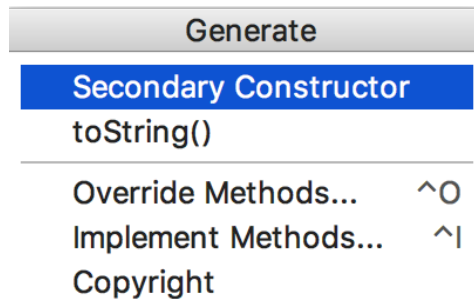 Generate
Secondary Constructor
toString()
Override Methods... ^O
Implement Methods... ^I
Copyright